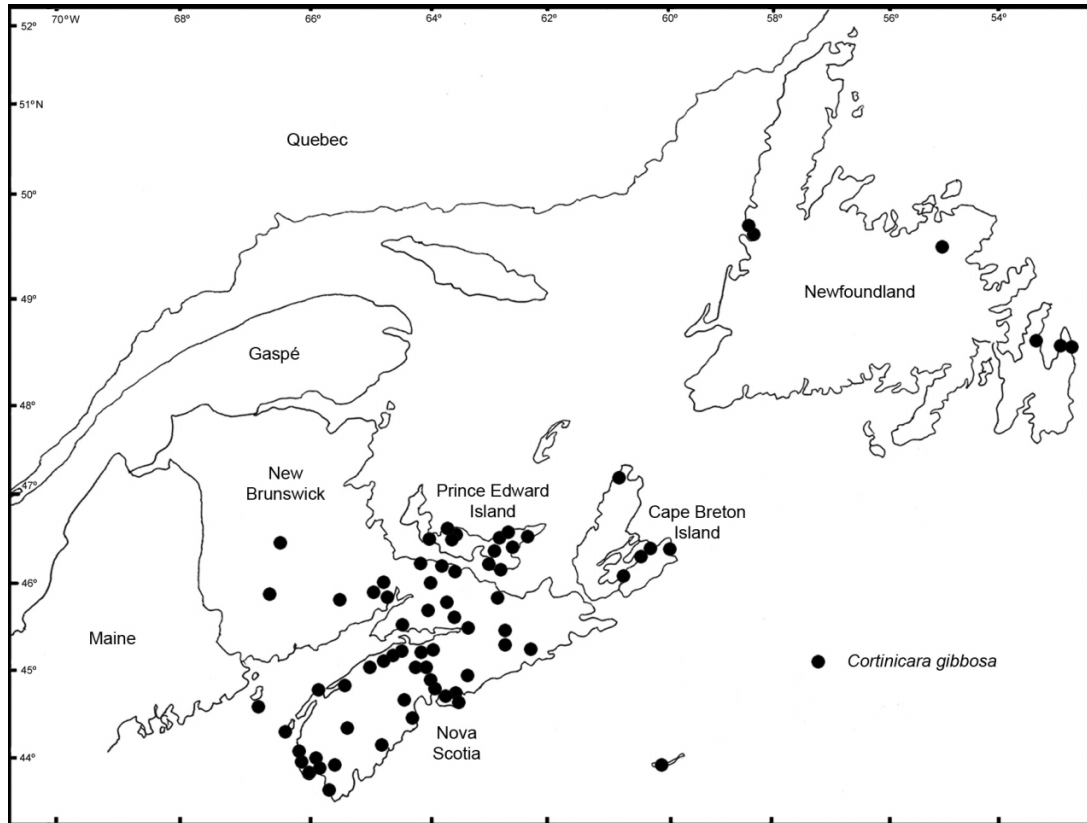 70°W 68° 66° 64° 62° 60° 58° 56° 54°
52°
51°N
Quebec
50°
Newfoundland
49°
Gaspé
48°
New
Brunswick
47°
Prince Edward
Island
Cape Breton
Island
46°
Maine
Cortinicara gibbosa
45°
Nova
Scotia
44°